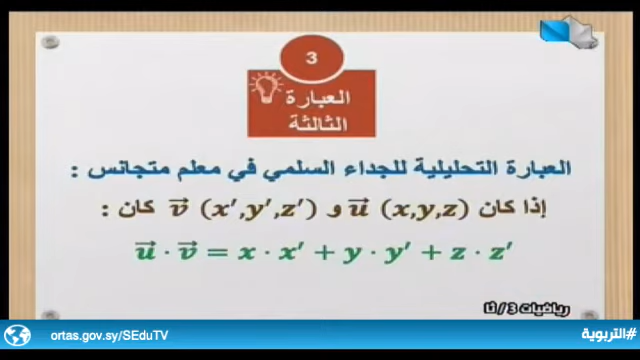 3
العبارة
الثالثة
العبارة التحليلية للجداء السلمي في معلم متجانس :
إذا كان u⃗ (x,y,z) و v⃗ (x′,y′,z′) كان :
u⃗ · v⃗ = x · x′ + y · y′ + z · z′
رياضيات 3 / ثا
#التربوية
ortas.gov.sy/SEduTV